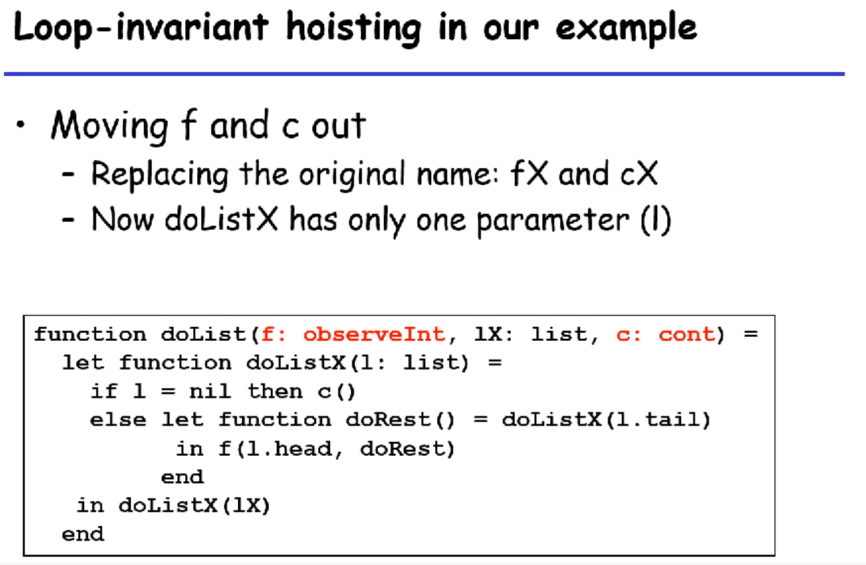 Loop-invariant hoisting in our example
• Moving f and c out
- Replacing the original name: fX and cX
- Now doListX has only one parameter (l)
function doList(f: observeInt, lX: list, c: cont) =
let function doListX(l: list) =
if l = nil then c()
else let function doRest() = doListX(l.tail)
in f(l.head, doRest)
end
in doListX(lX)
end